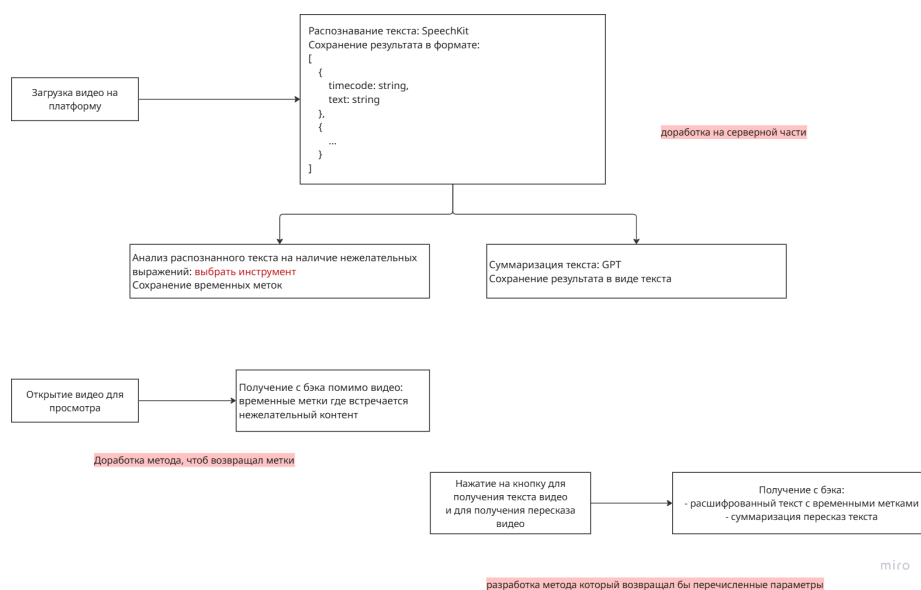 Распознавание текста: SpeechKit
Сохранение результата в формате:
[
{
timecode: string,
text: string
},
{
...
}
]
Загрузка видео на
платформу
доработка на серверной части
Анализ распознанного текста на наличие нежелательных
выражений: выбрать инструмент
Сохранение временных меток
Суммаризация текста: GPT
Сохранение результата в виде текста
Открытие видео для
просмотра
Получение с бэка помимо видео:
временные метки где встречается
нежелательный контент
Доработка метода, чтоб возвращал метки
Нажатие на кнопку для
получения текста видео
и для получения пересказа
видео
Получение с бэка:
- расшифрованный текст с временными метками
- суммаризация пересказ текста
miro
разработка метода который возвращал бы перечисленные параметры